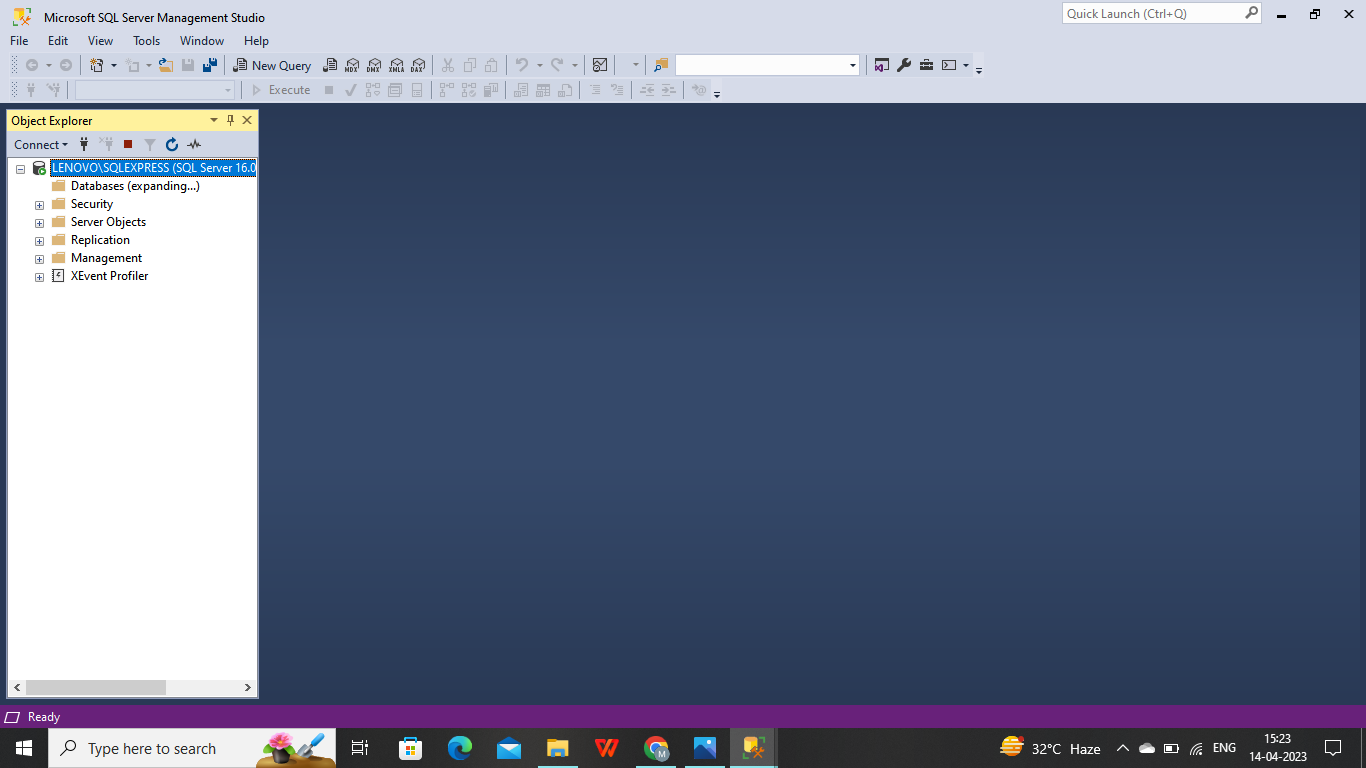 Microsoft SQL Server Management Studio
Quick Launch (Ctrl+Q)
File Edit View Tools Window Help
New Query MDX DMX XMLA DAX
Execute
Object Explorer
Connect
LENOVO\SQLEXPRESS (SQL Server 16.0
Databases (expanding...)
Security
Server Objects
Replication
Management
XEvent Profiler
Ready
Type here to search
M
32°C Haze
ENG
15:23
14-04-2023